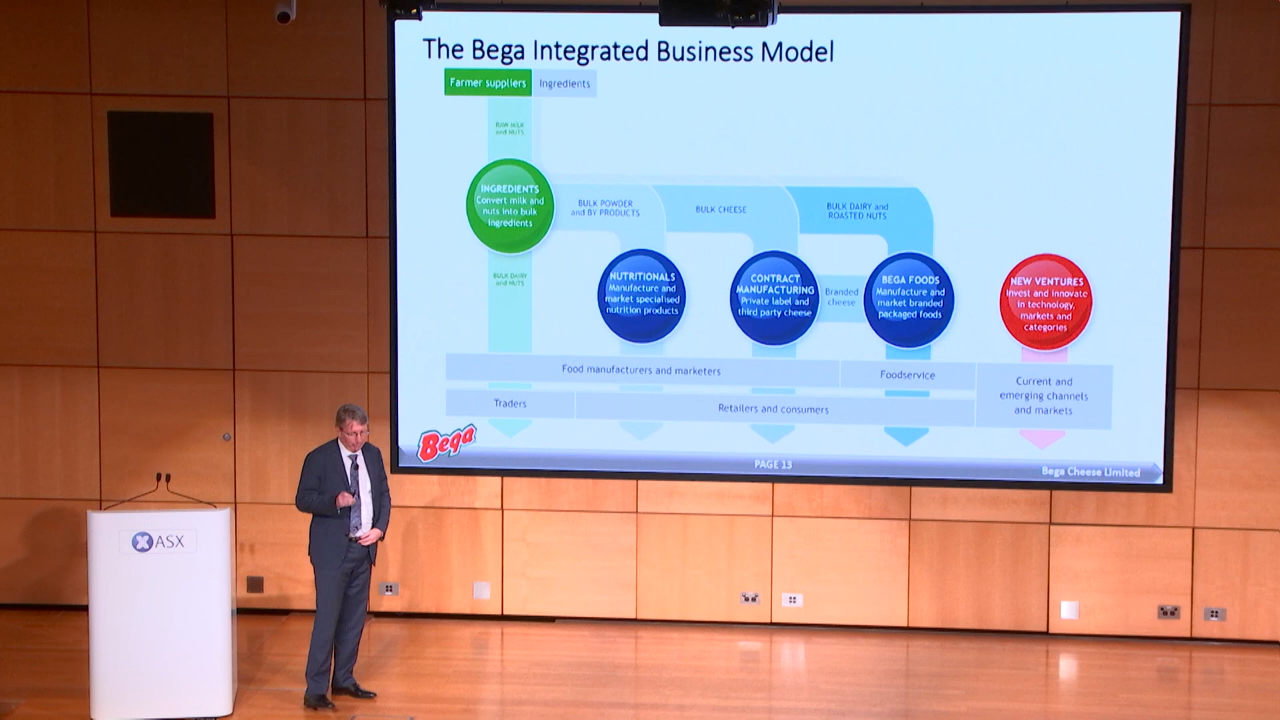 The Bega Integrated Business Model
Farmer suppliers
Ingredients
RAW MILK
and NUTS
INGREDIENTS
Convert milk and
nuts into bulk
ingredients
BULK POWDER
and BY PRODUCTS
BULK CHEESE
BULK DAIRY and
ROASTED NUTS
BULK DAIRY
and NUTS
NUTRITIONALS
Manufacture and
market specialised
nutrition products
CONTRACT
MANUFACTURING
Private label and
third party cheese
Branded
cheese
BEGA FOODS
Manufacture and
market branded
packaged foods
NEW VENTURES
Invest and innovate
in technology,
markets and
categories
Food manufacturers and marketers
Foodservice
Current and
emerging channels
and markets
Traders
Retailers and consumers
Bega
PAGE 13
Bega Cheese Limited
ASX